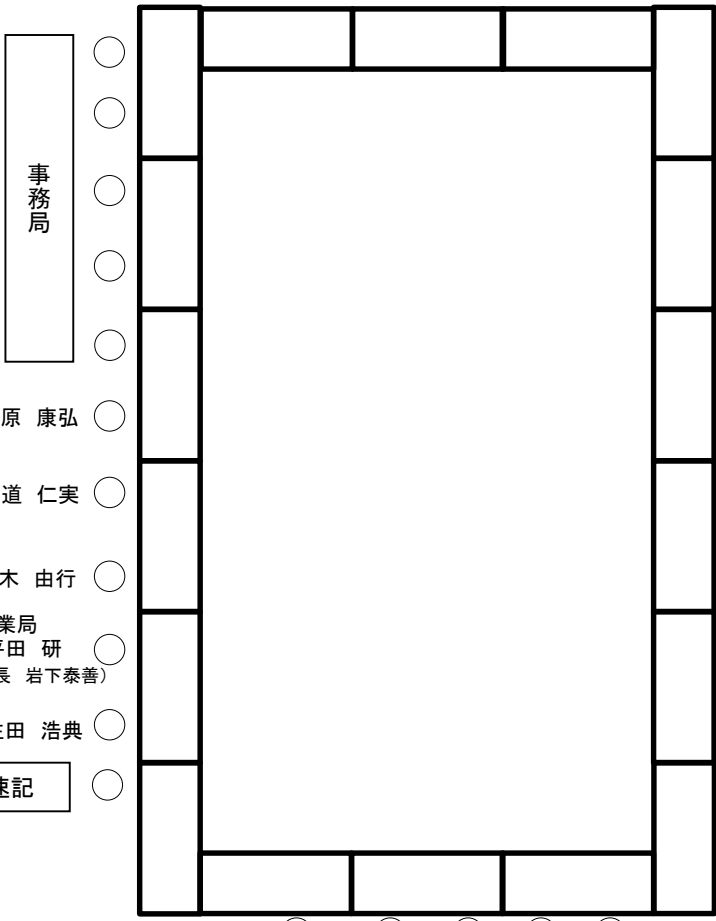 事務局
原 康弘
道 仁実
木 由行
業局
平田 研
長 岩下泰善）
生田 浩典
速記